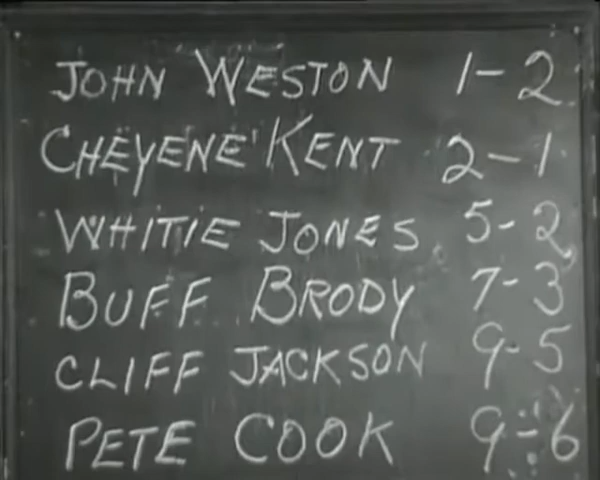 JOHN WESTON 1-2
CHEYENE KENT 2-1
WHITIE JONES 5-2
BUFF BRODY 7-3
CLIFF JACKSON 9-5
PETE COOK 9-6